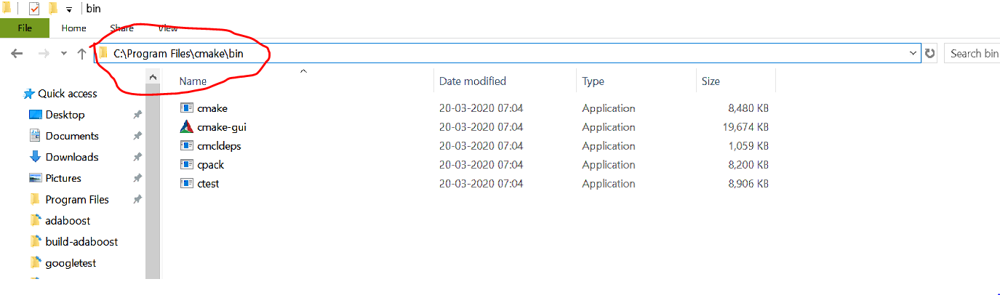 bin
File Home Share View
C:\Program Files\cmake\bin Search bin
Name Date modified Type Size
Quick access
Desktop
Documents
Downloads
Pictures
Program Files
adaboost
build-adaboost
googletest
cmake 20-03-2020 07:04 Application 8,480 KB
cmake-gui 20-03-2020 07:04 Application 19,674 KB
cmcldeps 20-03-2020 07:04 Application 1,059 KB
cpack 20-03-2020 07:04 Application 8,200 KB
ctest 20-03-2020 07:04 Application 8,906 KB